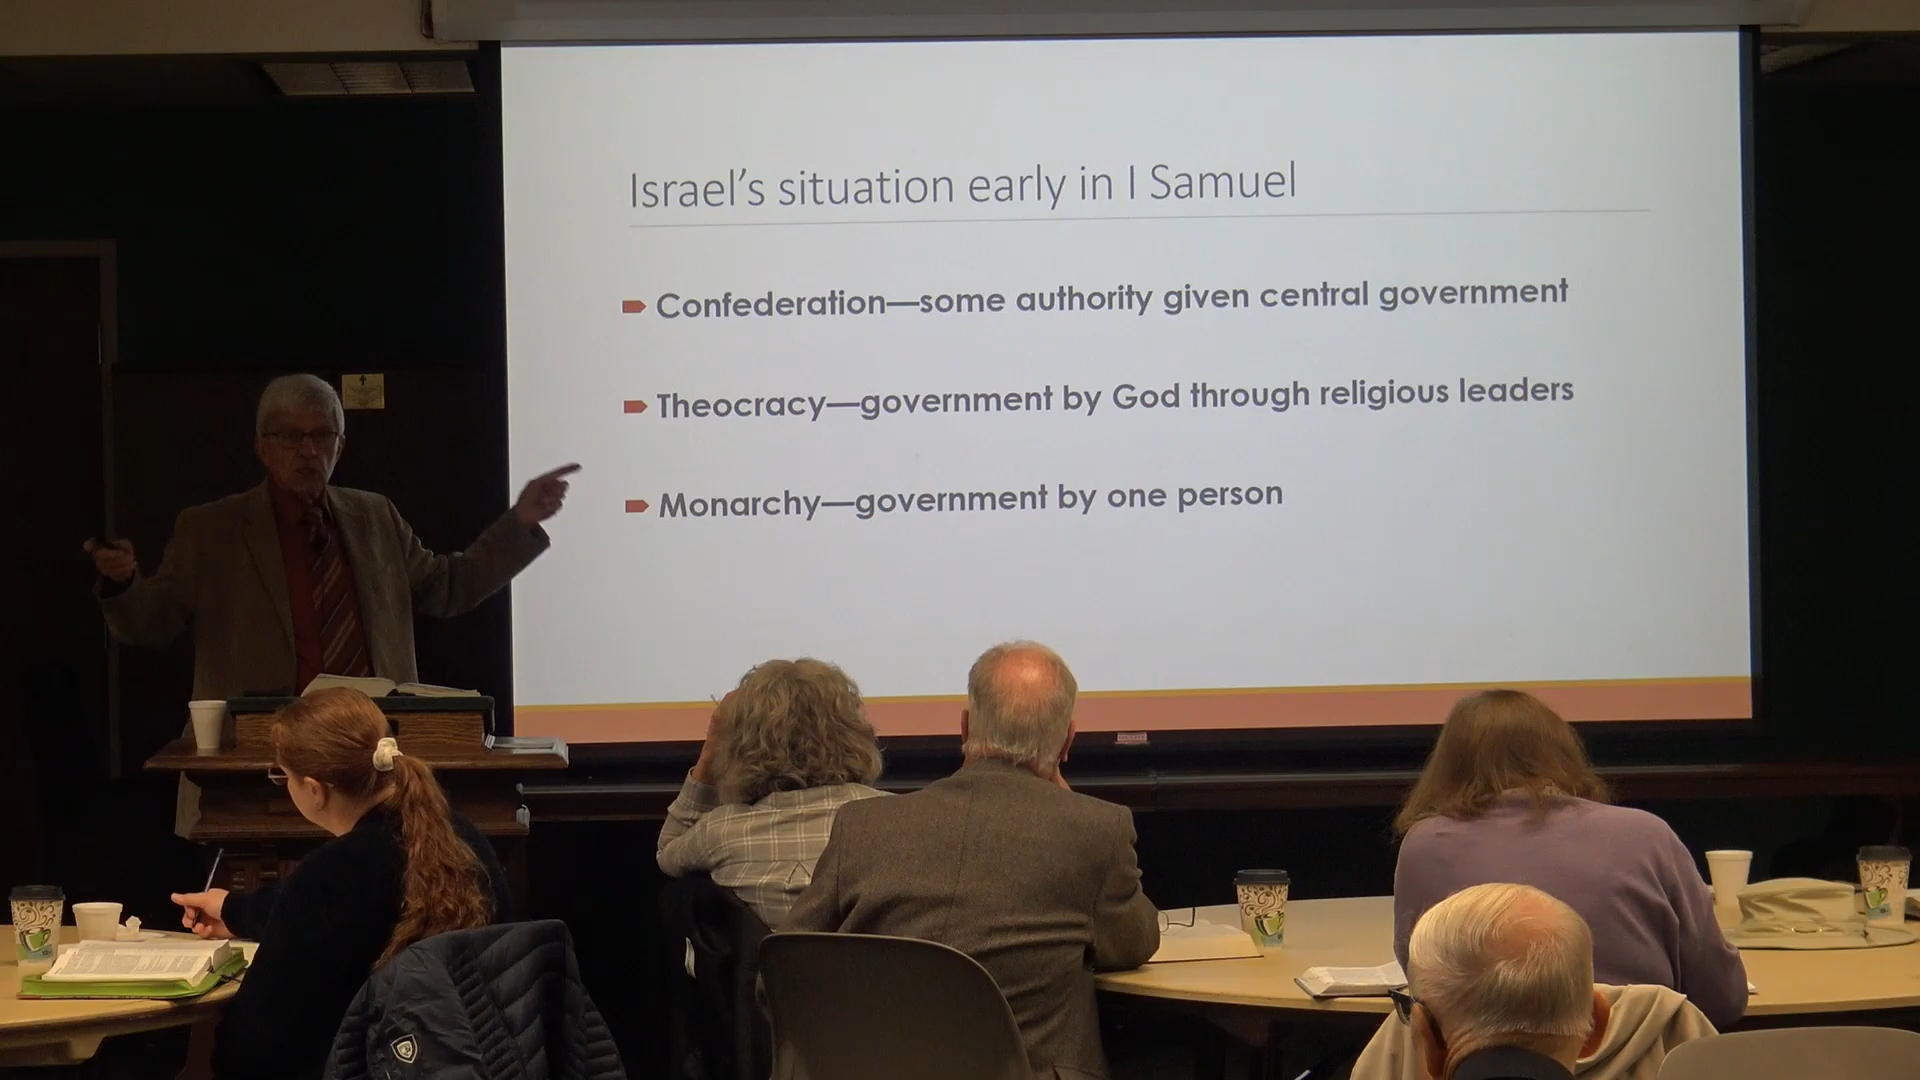 Israel's situation early in I Samuel
Confederation—some authority given central government
Theocracy—government by God through religious leaders
Monarchy—government by one person